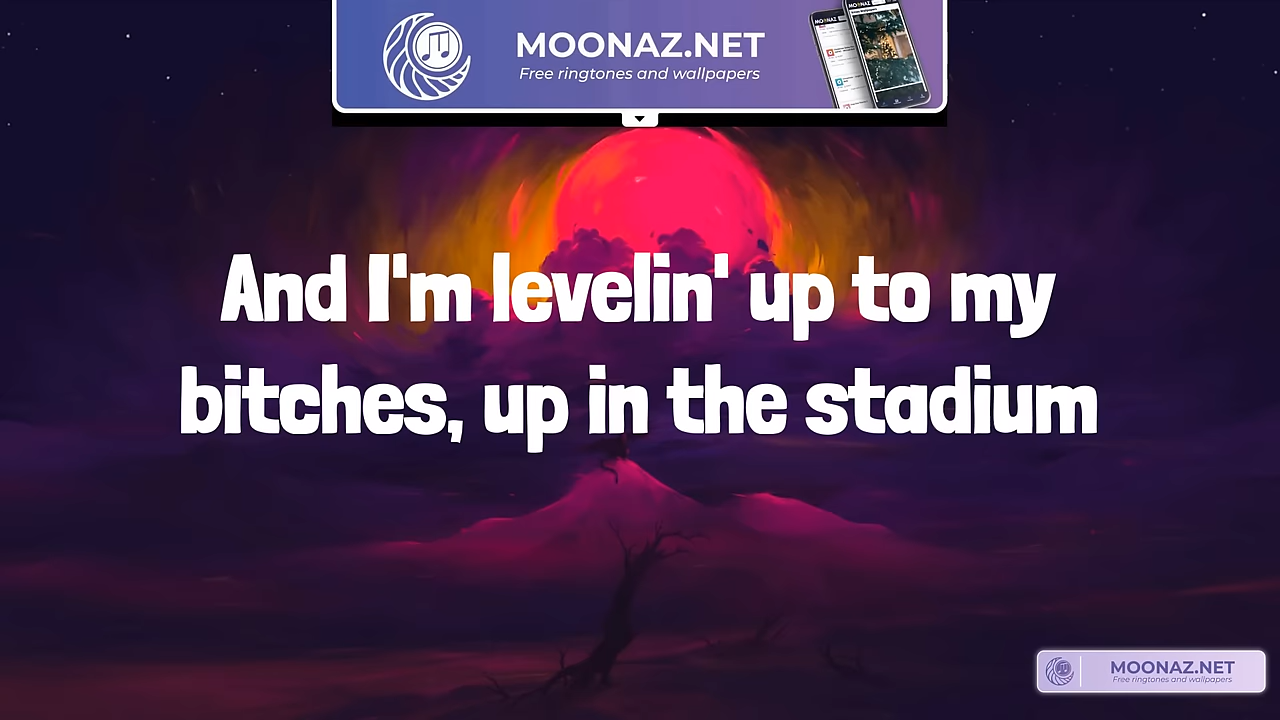 MOONAZ.NET
Free ringtones and wallpapers
And I'm levelin' up to my
bitches, up in the stadium
MOONAZ.NET
Free ringtones and wallpapers